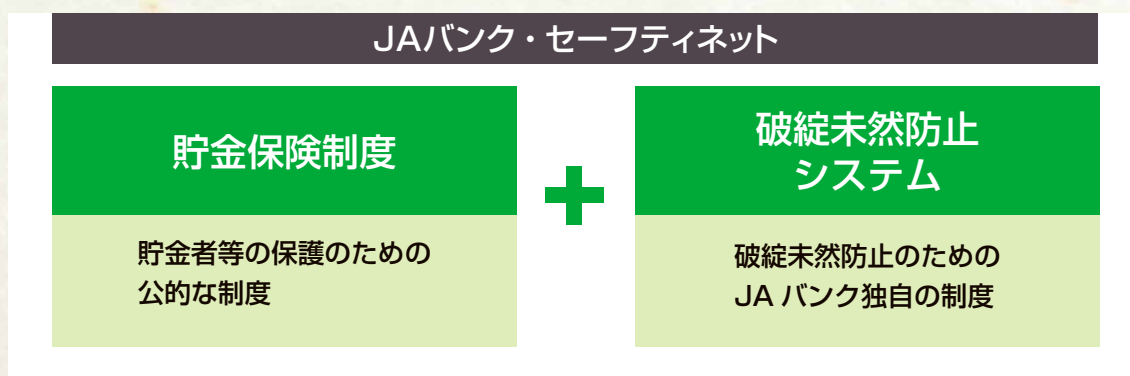 JAバンク・セーフティネット
貯金保険制度
貯金者等の保護のための
公的な制度
破綻未然防止
システム
破綻未然防止のための
JA バンク独自の制度